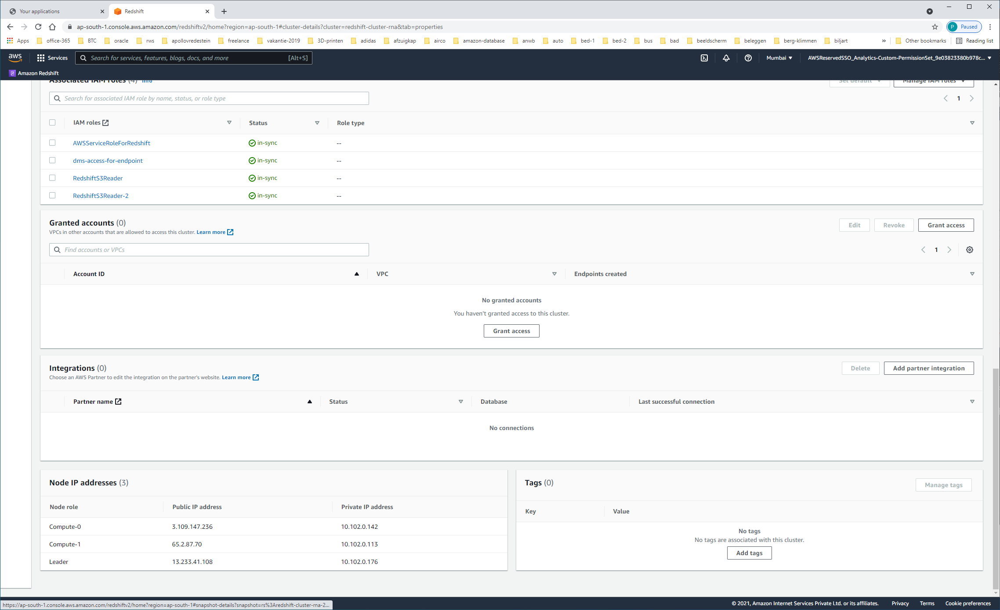 Your applications
Redshift
ap-south-1.console.aws.amazon.com/redshiftv2/home?region=ap-south-1#cluster-details?cluster=redshift-cluster-rna&tab=properties
P Paused
Apps office-365 BTC oracle rws apollovredestein freelance vakantie-2019 3D-printen adidas afzuigkap airco amazon-database anwb auto bed-1 bed-2 bus bad beeldscherm beleggen berg-klimmen biljart » Other bookmarks Reading list
aws Services Search for services, features, blogs, docs, and more [Alt+S] Mumbai AWSReservedSSO_Analytics-Custom-PermissionSet_9e03823380b978c...
Amazon Redshift
Associated IAM roles (4) Info Set default Manage IAM roles
Search for associated IAM role by name, status, or role type 1
IAM roles Status Role type
AWSServiceRoleForRedshift in-sync --
dms-access-for-endpoint in-sync --
RedshiftS3Reader in-sync --
RedshiftS3Reader-2 in-sync --
Granted accounts (0) Edit Revoke Grant access
VPCs in other accounts that are allowed to access this cluster. Learn more
Find accounts or VPCs 1
Account ID VPC Endpoints created
No granted accounts
You haven't granted access to this cluster.
Grant access
Integrations (0) Delete Add partner integration
Choose an AWS Partner to edit the integration on the partner's website. Learn more
Partner name Status Database Last successful connection
No connections
Node IP addresses (3)
Node role Public IP address Private IP address
Compute-0 3.109.147.236 10.102.0.142
Compute-1 65.2.87.70 10.102.0.113
Leader 13.233.41.108 10.102.0.176
Tags (0) Manage tags
Key Value
No tags
No tags are associated with this cluster.
Add tags
https://ap-south-1.console.aws.amazon.com/redshiftv2/home?region=ap-south-1#snapshot-details?snapshot=rs%3Aredshift-cluster-rna-2...
© 2021, Amazon Internet Services Private Ltd. or its affiliates. Privacy Terms Cookie preferences